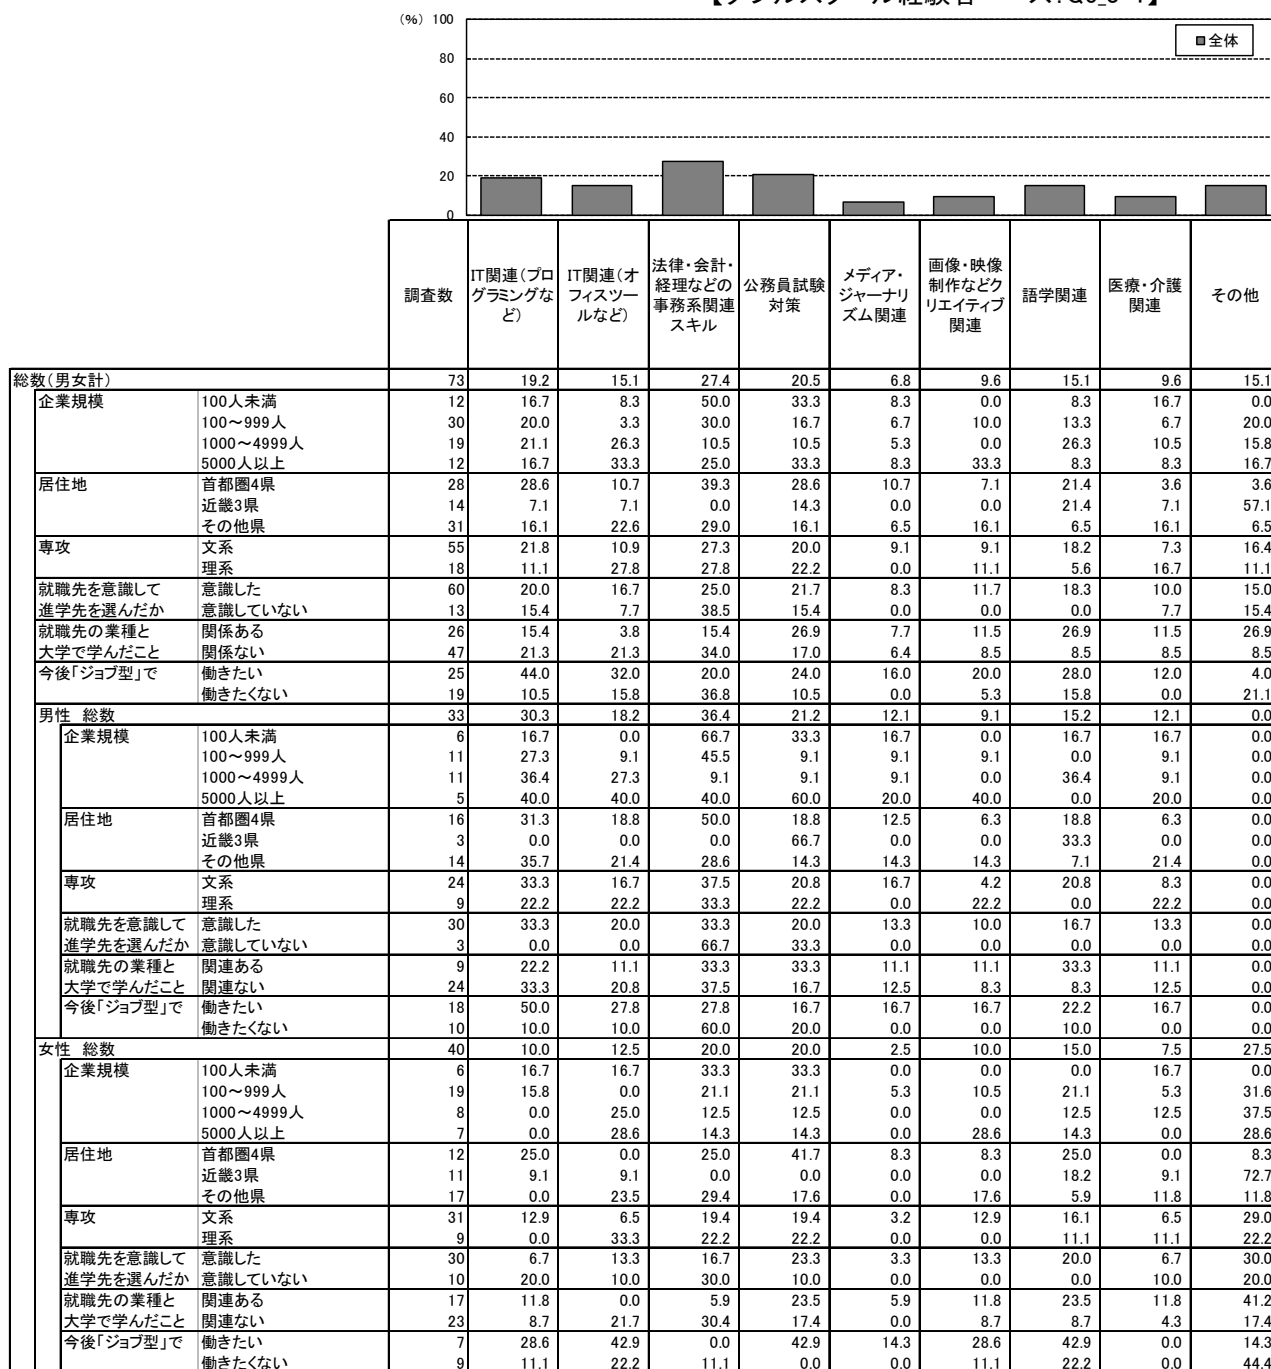 (%) 100
80
60
40
20
0
■全体
調査数 IT関連(プログラミングなど) IT関連(オフィスツールなど) 法律・会計・経理などの事務系関連スキル 公務員試験対策 メディア・ジャーナリズム関連 画像・映像制作などクリエイティブ関連 語学関連 医療・介護関連 その他
総数(男女計) 73 19.2 15.1 27.4 20.5 6.8 9.6 15.1 9.6 15.1
企業規模 100人未満 12 16.7 8.3 50.0 33.3 8.3 0.0 8.3 16.7 0.0
100～999人 30 20.0 3.3 30.0 16.7 6.7 10.0 13.3 6.7 20.0
1000～4999人 19 21.1 26.3 10.5 10.5 5.3 0.0 26.3 10.5 15.8
5000人以上 12 16.7 33.3 25.0 33.3 8.3 33.3 8.3 8.3 16.7
居住地 首都圏4県 28 28.6 10.7 39.3 28.6 10.7 7.1 21.4 3.6 3.6
近畿3県 14 7.1 7.1 0.0 14.3 0.0 0.0 21.4 7.1 57.1
その他県 31 16.1 22.6 29.0 16.1 6.5 16.1 6.5 16.1 6.5
専攻 文系 55 21.8 10.9 27.3 20.0 9.1 9.1 18.2 7.3 16.4
理系 18 11.1 27.8 27.8 22.2 0.0 11.1 5.6 16.7 11.1
就職先を意識して 意識した 60 20.0 16.7 25.0 21.7 8.3 11.7 18.3 10.0 15.0
進学先を選んだか 意識していない 13 15.4 7.7 38.5 15.4 0.0 0.0 0.0 7.7 15.4
就職先の業種と 関係ある 26 15.4 3.8 15.4 26.9 7.7 11.5 26.9 11.5 26.9
大学で学んだこと 関係ない 47 21.3 21.3 34.0 17.0 6.4 8.5 8.5 8.5 8.5
今後「ジョブ型」で 働きたい 25 44.0 32.0 20.0 24.0 16.0 20.0 28.0 12.0 4.0
働きたくない 19 10.5 15.8 36.8 10.5 0.0 5.3 15.8 0.0 21.1
男性 総数 33 30.3 18.2 36.4 21.2 12.1 9.1 15.2 12.1 0.0
企業規模 100人未満 6 16.7 0.0 66.7 33.3 16.7 0.0 16.7 16.7 0.0
100～999人 11 27.3 9.1 45.5 9.1 9.1 9.1 0.0 9.1 0.0
1000～4999人 11 36.4 27.3 9.1 9.1 9.1 0.0 36.4 9.1 0.0
5000人以上 5 40.0 40.0 40.0 60.0 20.0 40.0 0.0 20.0 0.0
居住地 首都圏4県 16 31.3 18.8 50.0 18.8 12.5 6.3 18.8 6.3 0.0
近畿3県 3 0.0 0.0 0.0 66.7 0.0 0.0 33.3 0.0 0.0
その他県 14 35.7 21.4 28.6 14.3 14.3 14.3 7.1 21.4 0.0
専攻 文系 24 33.3 16.7 37.5 20.8 16.7 4.2 20.8 8.3 0.0
理系 9 22.2 22.2 33.3 22.2 0.0 22.2 0.0 22.2 0.0
就職先を意識して 意識した 30 33.3 20.0 33.3 20.0 13.3 10.0 16.7 13.3 0.0
進学先を選んだか 意識していない 3 0.0 0.0 66.7 33.3 0.0 0.0 0.0 0.0 0.0
就職先の業種と 関連ある 9 22.2 11.1 33.3 33.3 11.1 11.1 33.3 11.1 0.0
大学で学んだこと 関連ない 24 33.3 20.8 37.5 16.7 12.5 8.3 8.3 12.5 0.0
今後「ジョブ型」で 働きたい 18 50.0 27.8 27.8 16.7 16.7 16.7 22.2 16.7 0.0
働きたくない 10 10.0 10.0 60.0 20.0 0.0 0.0 10.0 0.0 0.0
女性 総数 40 10.0 12.5 20.0 20.0 2.5 10.0 15.0 7.5 27.5
企業規模 100人未満 6 16.7 16.7 33.3 33.3 0.0 0.0 0.0 16.7 0.0
100～999人 19 15.8 0.0 21.1 21.1 5.3 10.5 21.1 5.3 31.6
1000～4999人 8 0.0 25.0 12.5 12.5 0.0 0.0 12.5 12.5 37.5
5000人以上 7 0.0 28.6 14.3 14.3 0.0 28.6 14.3 0.0 28.6
居住地 首都圏4県 12 25.0 0.0 25.0 41.7 8.3 8.3 25.0 0.0 8.3
近畿3県 11 9.1 9.1 0.0 0.0 0.0 0.0 18.2 9.1 72.7
その他県 17 0.0 23.5 29.4 17.6 0.0 17.6 5.9 11.8 11.8
専攻 文系 31 12.9 6.5 19.4 19.4 3.2 12.9 16.1 6.5 29.0
理系 9 0.0 33.3 22.2 22.2 0.0 0.0 11.1 11.1 22.2
就職先を意識して 意識した 30 6.7 13.3 16.7 23.3 3.3 13.3 20.0 6.7 30.0
進学先を選んだか 意識していない 10 20.0 10.0 30.0 10.0 0.0 0.0 0.0 10.0 20.0
就職先の業種と 関連ある 17 11.8 0.0 5.9 23.5 5.9 11.8 23.5 11.8 41.2
大学で学んだこと 関連ない 23 8.7 21.7 30.4 17.4 0.0 8.7 8.7 4.3 17.4
今後「ジョブ型」で 働きたい 7 28.6 42.9 0.0 42.9 14.3 28.6 42.9 0.0 14.3
働きたくない 9 11.1 22.2 11.1 0.0 0.0 11.1 22.2 0.0 44.4